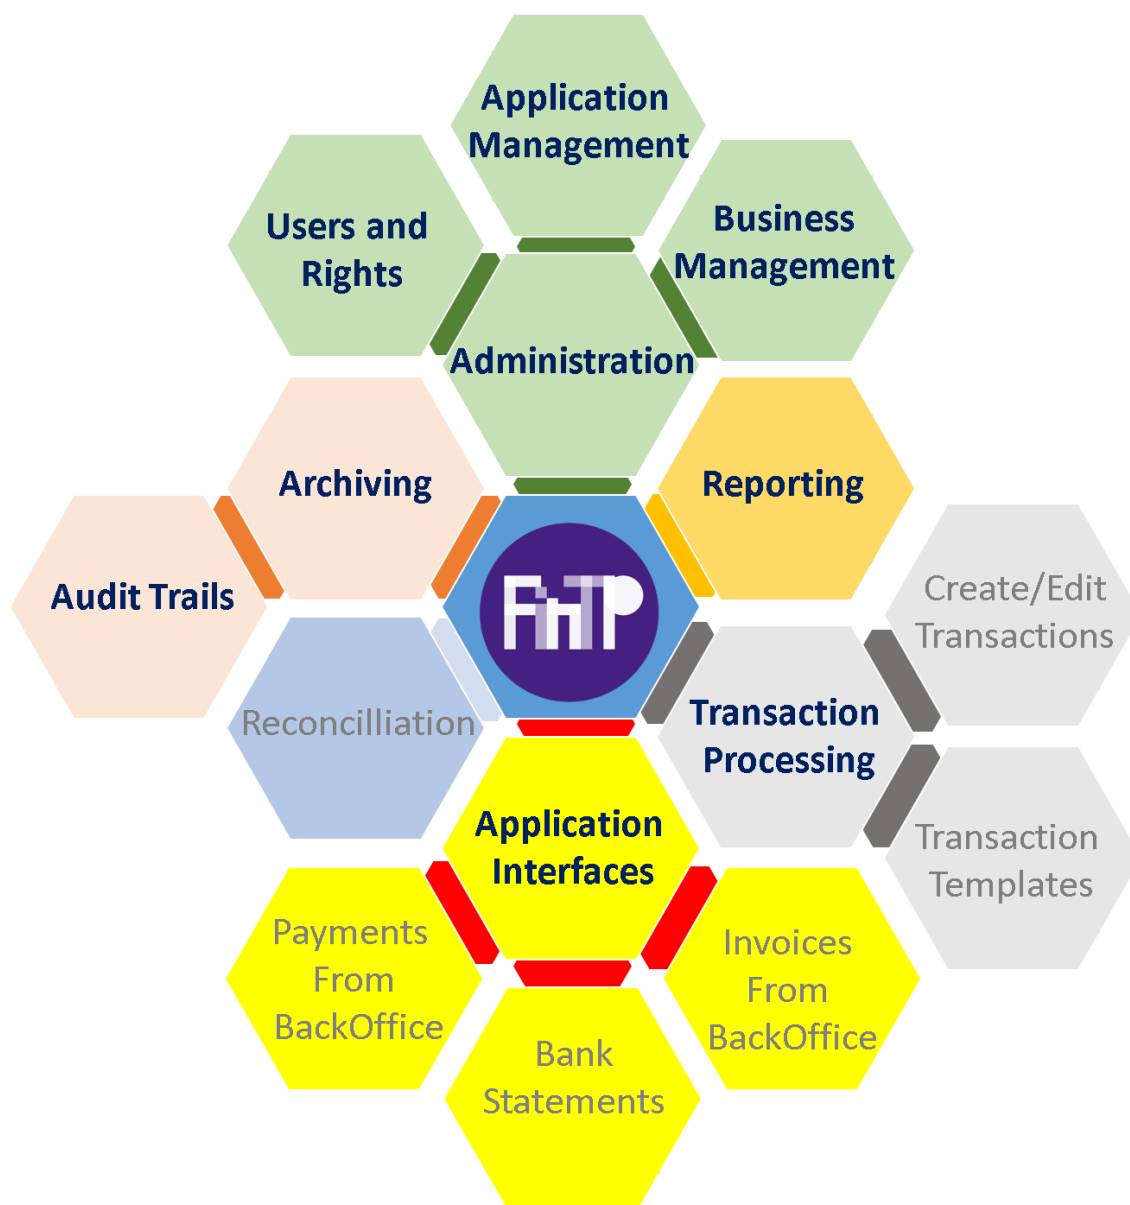 Application
Management
Users and
Rights
Business
Management
Administration
Archiving
Reporting
Audit Trails
FinTP
Create/Edit
Transactions
Reconcilliation
Transaction
Processing
Application
Interfaces
Transaction
Templates
Payments
From
BackOffice
Invoices
From
BackOffice
Bank
Statements